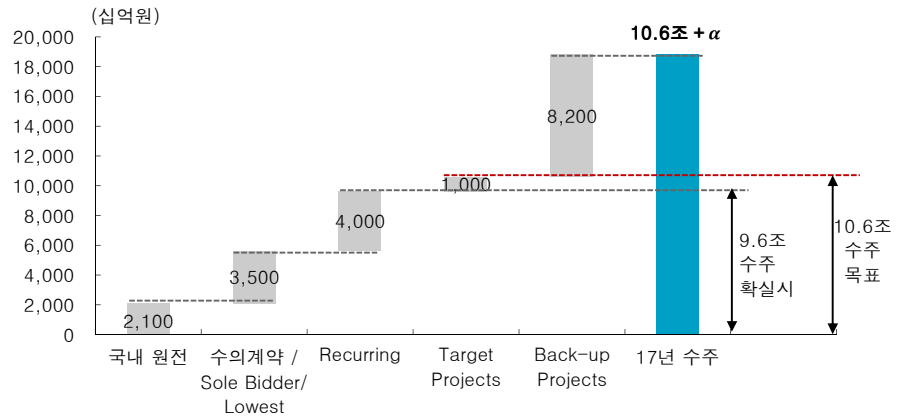 (십억원)
20,000
18,000
16,000
14,000
12,000
10,000
8,000
6,000
4,000
2,000
0
10.6조 + α
8,200
1,000
4,000
3,500
2,100
9.6조
수주
확실시
10.6조
수주
목표
국내 원전
수의계약 /
Sole Bidder/
Lowest
Recurring
Target
Projects
Back-up
Projects
17년 수주